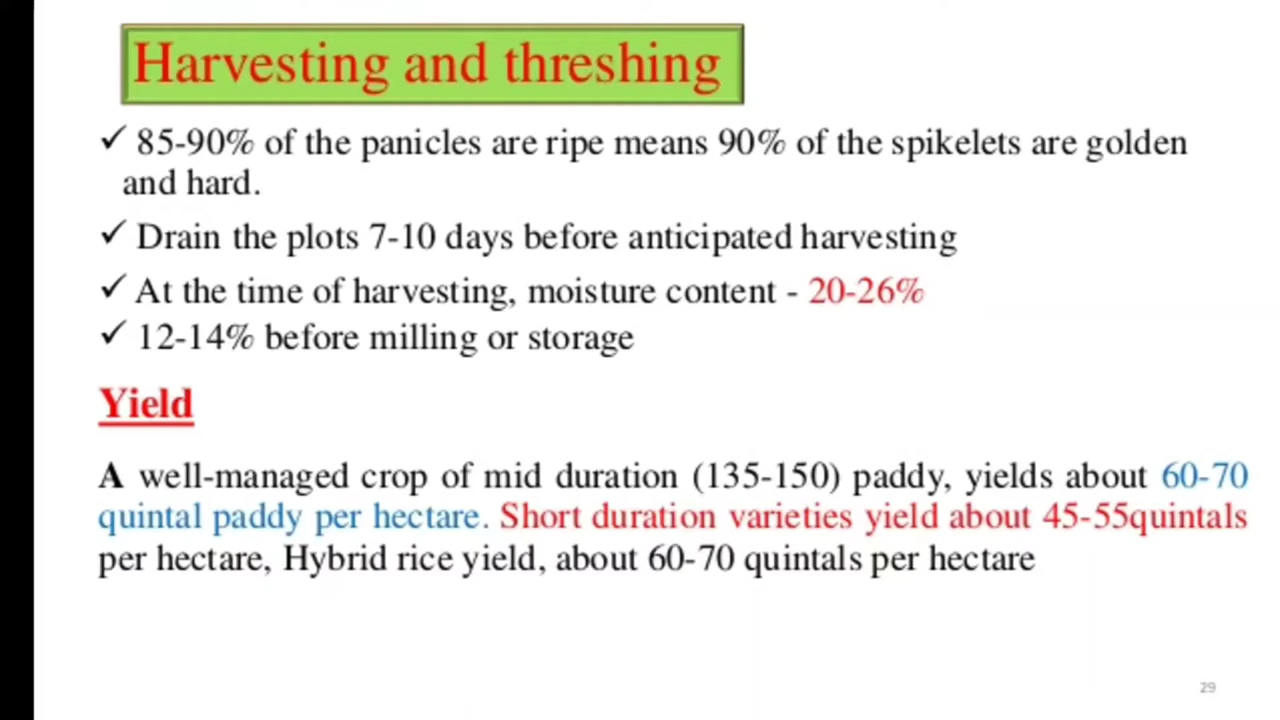 Harvesting and threshing
✓ 85-90% of the panicles are ripe means 90% of the spikelets are golden
and hard.
✓ Drain the plots 7-10 days before anticipated harvesting
✓ At the time of harvesting, moisture content - 20-26%
✓ 12-14% before milling or storage
Yield
A well-managed crop of mid duration (135-150) paddy, yields about 60-70
quintal paddy per hectare. Short duration varieties yield about 45-55quintals
per hectare, Hybrid rice yield, about 60-70 quintals per hectare
29